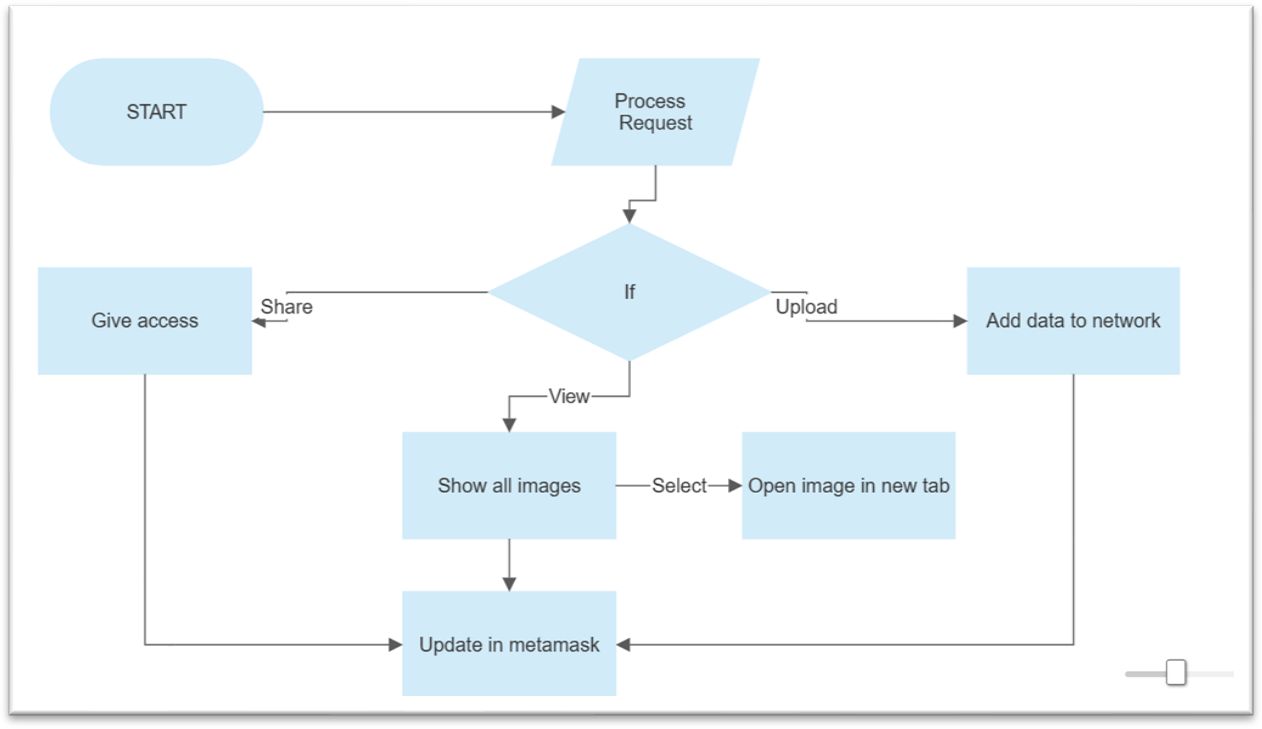 START
Process
Request
If
Share
Upload
Give access
Add data to network
View
Show all images
Select
Open image in new tab
Update in metamask